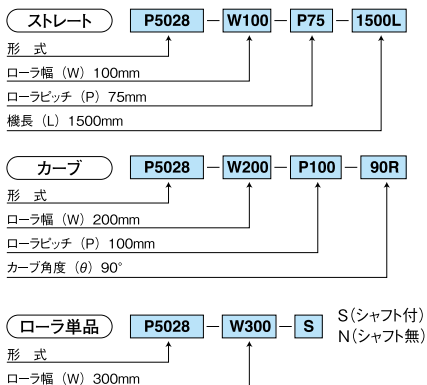 ストレート P5028 － W100 － P75 － 1500L
形　式
ローラ幅（W）100mm
ローラピッチ（P）75mm
機長（L）1500mm
カーブ P5028 － W200 － P100 － 90R
形　式
ローラ幅（W）200mm
ローラピッチ（P）100mm
カーブ角度（θ）90°
ローラ単品 P5028 － W300 － S S（シャフト付）
N（シャフト無）
形　式
ローラ幅（W）300mm